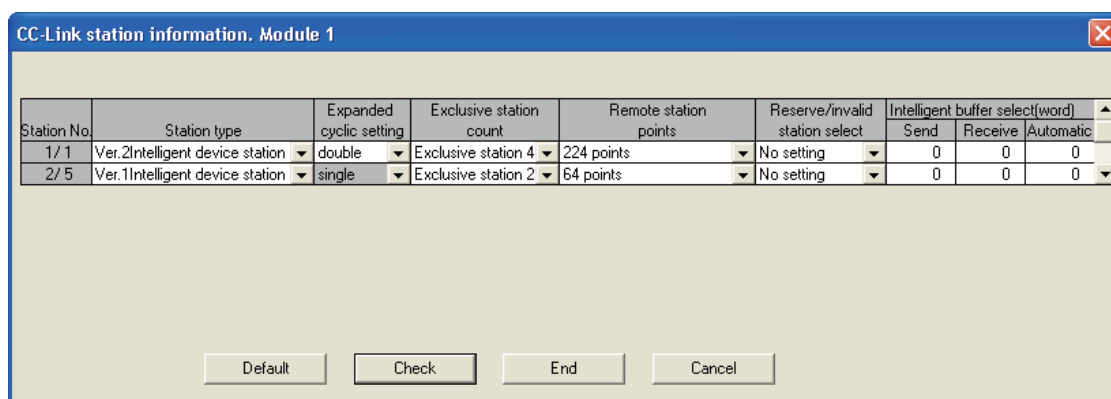 CC-Link station information. Module 1
Expanded Exclusive station Remote station Reserve/invalid Intelligent buffer select(word)
Station No. Station type cyclic setting count points station select Send Receive Automatic
1/ 1 Ver.2Intelligent device station double Exclusive station 4 224 points No setting 0 0 0
2/ 5 Ver.1Intelligent device station single Exclusive station 2 64 points No setting 0 0 0
Default Check End Cancel